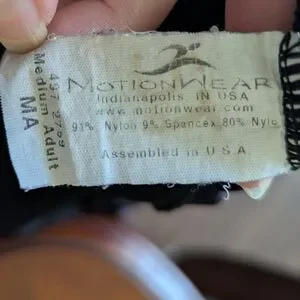 MOTIONWEAR
Indianapolis IN USA
www.motionwear.com
91% Nylon 9% Spandex 80% Nylo
Assembled in U.S.A
Medium Adult
MA